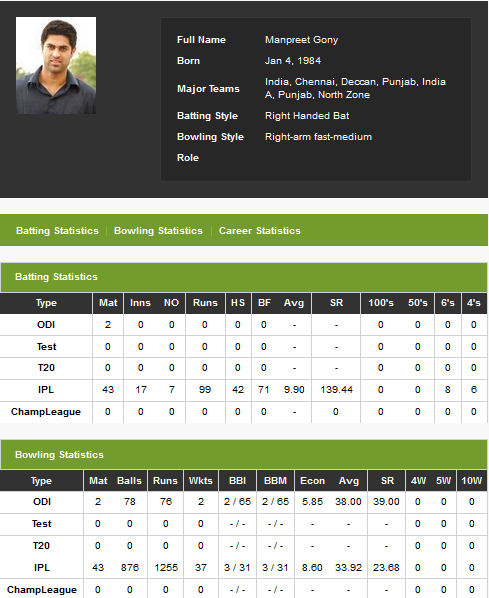 Full Name Manpreet Gony
Born Jan 4, 1984
Major Teams India, Chennai, Deccan, Punjab, India
A, Punjab, North Zone
Batting Style Right Handed Bat
Bowling Style Right-arm fast-medium
Role
Batting Statistics | Bowling Statistics | Career Statistics
Batting Statistics
Type Mat Inns NO Runs HS BF Avg SR 100's 50's 6's 4's
ODI 2 0 0 0 0 0 - - 0 0 0 0
Test 0 0 0 0 0 0 - - 0 0 0 0
T20 0 0 0 0 0 0 - - 0 0 0 0
IPL 43 17 7 99 42 71 9.90 139.44 0 0 8 6
ChampLeague 0 0 0 0 0 0 - 0 0 0 0 0
Bowling Statistics
Type Mat Balls Runs Wkts BBI BBM Econ Avg SR 4W 5W 10W
ODI 2 78 76 2 2 / 65 2 / 65 5.85 38.00 39.00 0 0 0
Test 0 0 0 0 - / - - / - 0 0 0
T20 0 0 0 0 - / - - / - 0 0 0
IPL 43 876 1255 37 3 / 31 3 / 31 8.60 33.92 23.68 0 0 0
ChampLeague 0 0 0 0 - / - - / - 0 0 0